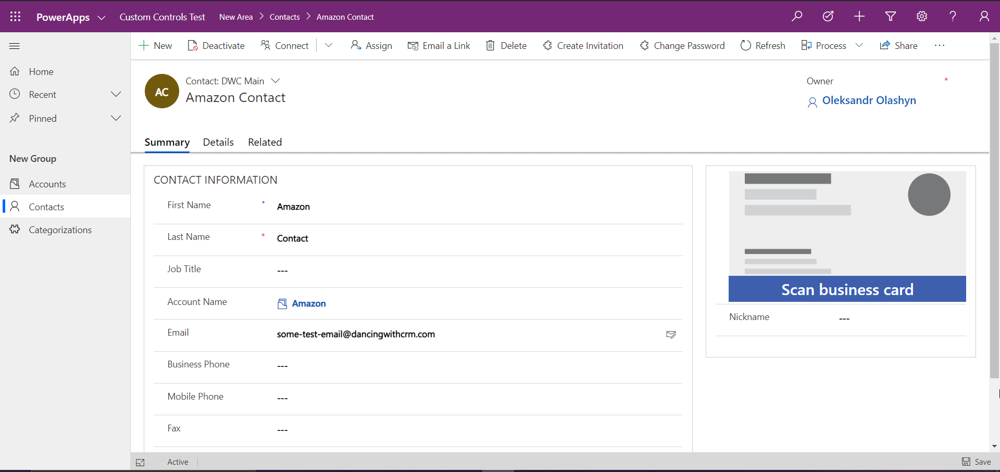 PowerApps Custom Controls Test New Area Contacts Amazon Contact
New Deactivate Connect Assign Email a Link Delete Create Invitation Change Password Refresh Process Share ...
Home
Recent
Pinned
New Group
Accounts
Contacts
Categorizations
AC
Contact: DWC Main
Amazon Contact
Owner *
Oleksandr Olashyn
Summary Details Related
CONTACT INFORMATION
First Name + Amazon
Last Name * Contact
Job Title ---
Account Name Amazon
Email some-test-email@dancingwithcrm.com
Business Phone ---
Mobile Phone ---
Fax ---
Scan business card
Nickname ---
Active
Save